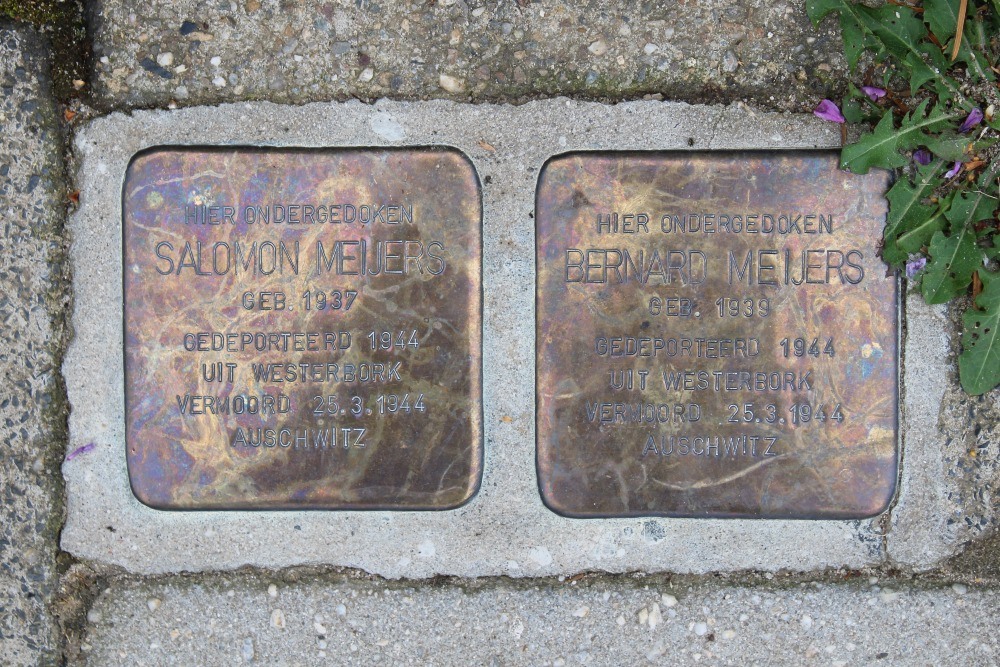 HIER ONDERGEDOKEN
SALOMON MEIJERS
GEB. 1937
GEDEPORTEERD 1944
UIT WESTERBORK
VERMOORD 25.3.1944
AUSCHWITZ
HIER ONDERGEDOKEN
BERNARD MEIJERS
GEB. 1939
GEDEPORTEERD 1944
UIT WESTERBORK
VERMOORD 25.3.1944
AUSCHWITZ